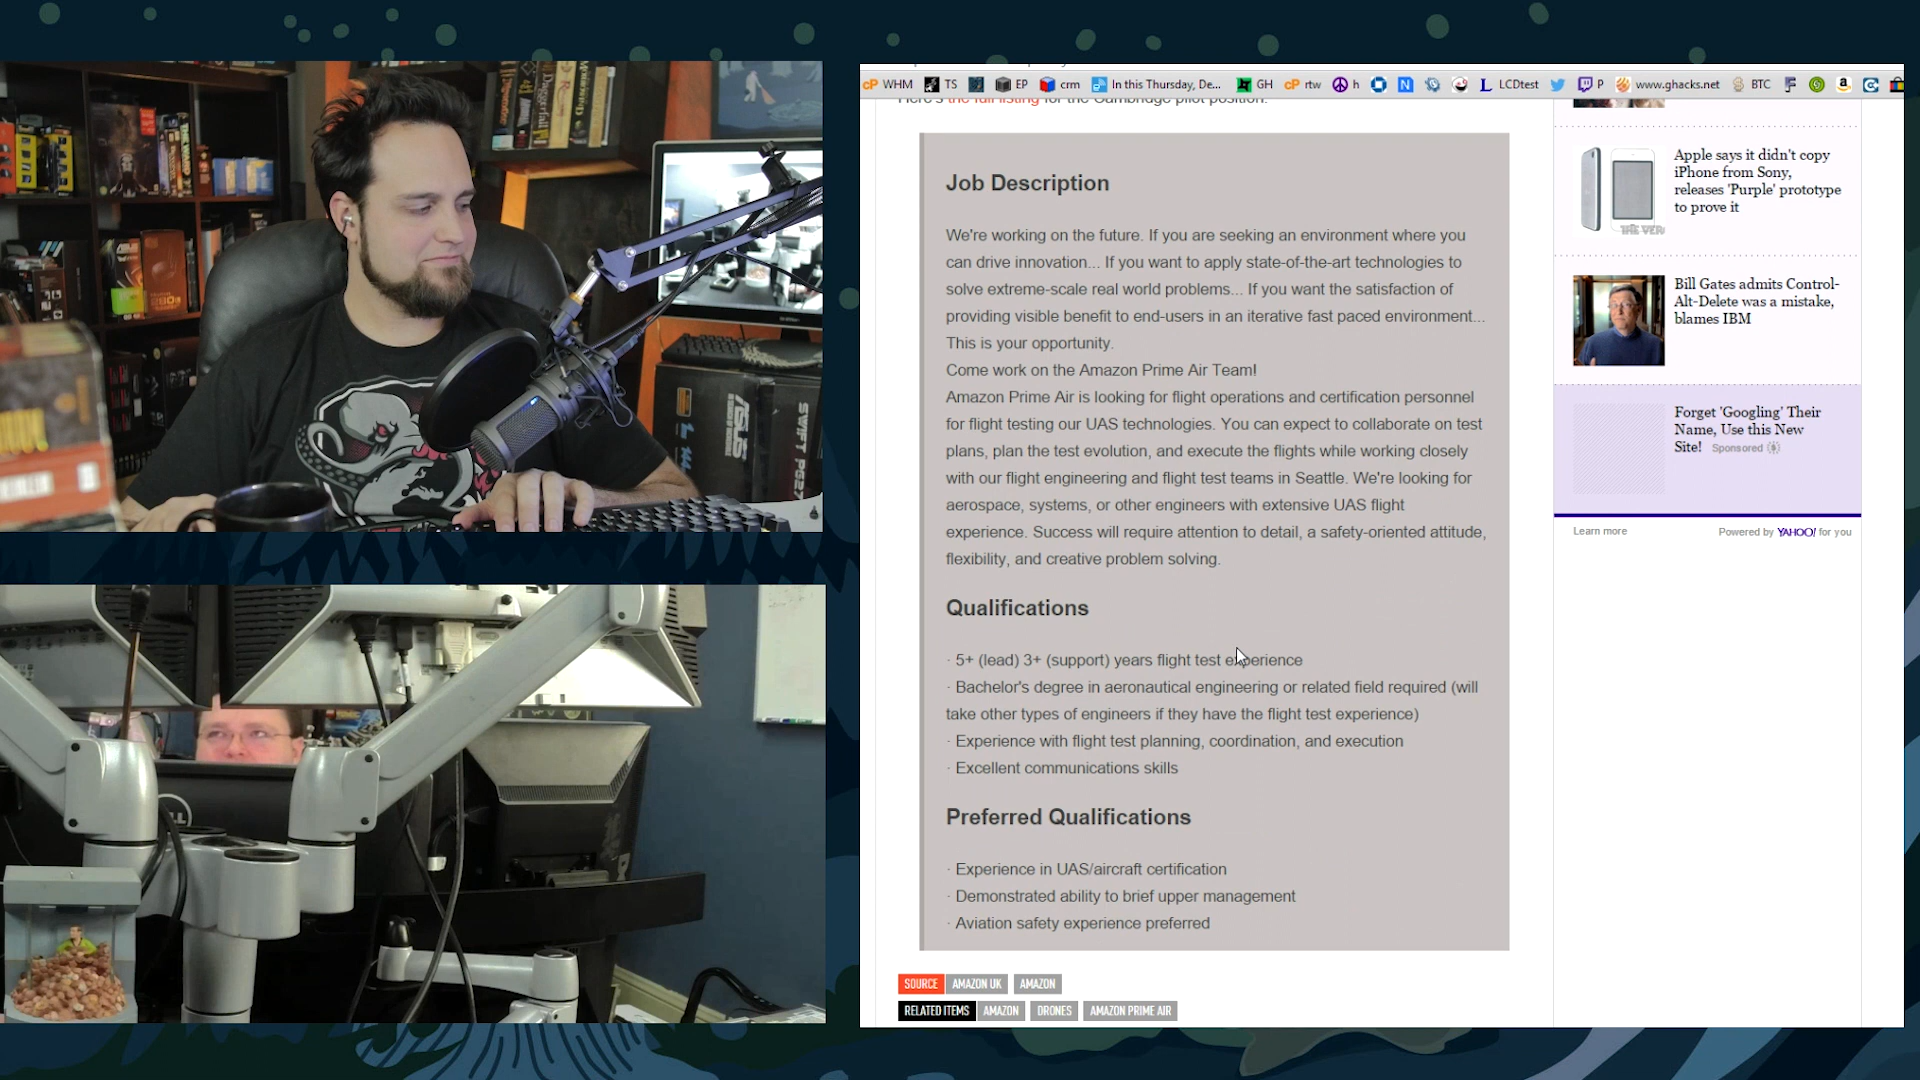 WHM
TS
EP
crm
In this Thursday, De...
GH
rtw
h
LCDtest
P
www.ghacks.net
BTC
Here's the full listing for the Cambridge pilot position.
Job Description
We're working on the future. If you are seeking an environment where you
can drive innovation... If you want to apply state-of-the-art technologies to
solve extreme-scale real world problems... If you want the satisfaction of
providing visible benefit to end-users in an iterative fast paced environment...
This is your opportunity.
Come work on the Amazon Prime Air Team!
Amazon Prime Air is looking for flight operations and certification personnel
for flight testing our UAS technologies. You can expect to collaborate on test
plans, plan the test evolution, and execute the flights while working closely
with our flight engineering and flight test teams in Seattle. We're looking for
aerospace, systems, or other engineers with extensive UAS flight
experience. Success will require attention to detail, a safety-oriented attitude,
flexibility, and creative problem solving.
Qualifications
· 5+ (lead) 3+ (support) years flight test experience
· Bachelor's degree in aeronautical engineering or related field required (will
take other types of engineers if they have the flight test experience)
· Experience with flight test planning, coordination, and execution
· Excellent communications skills
Preferred Qualifications
· Experience in UAS/aircraft certification
· Demonstrated ability to brief upper management
· Aviation safety experience preferred
SOURCE AMAZON UK AMAZON
RELATED ITEMS AMAZON DRONES AMAZON PRIME AIR
Apple says it didn't copy
iPhone from Sony,
releases 'Purple' prototype
to prove it
Bill Gates admits Control-
Alt-Delete was a mistake,
blames IBM
Forget 'Googling' Their
Name, Use this New
Site! Sponsored
Learn more
Powered by YAHOO! for you
ASUS
SWIFT PG27
DELL